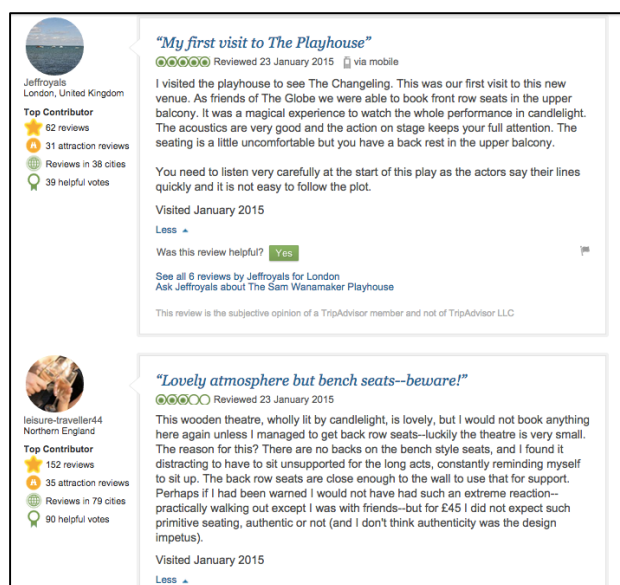 “My first visit to The Playhouse”
Reviewed 23 January 2015 via mobile
Jeffroyals
London, United Kingdom
Top Contributor
62 reviews
31 attraction reviews
Reviews in 38 cities
39 helpful votes
I visited the playhouse to see The Changeling. This was our first visit to this new
venue. As friends of The Globe we were able to book front row seats in the upper
balcony. It was a magical experience to watch the whole performance in candlelight.
The acoustics are very good and the action on stage keeps your full attention. The
seating is a little uncomfortable but you have a back rest in the upper balcony.
You need to listen very carefully at the start of this play as the actors say their lines
quickly and it is not easy to follow the plot.
Visited January 2015
Less
Was this review helpful? Yes
See all 6 reviews by Jeffroyals for London
Ask Jeffroyals about The Sam Wanamaker Playhouse
This review is the subjective opinion of a TripAdvisor member and not of TripAdvisor LLC
“Lovely atmosphere but bench seats--beware!”
Reviewed 23 January 2015
leisure-traveller44
Northern England
Top Contributor
152 reviews
35 attraction reviews
Reviews in 79 cities
90 helpful votes
This wooden theatre, wholly lit by candlelight, is lovely, but I would not book anything
here again unless I managed to get back row seats--luckily the theatre is very small.
The reason for this? There are no backs on the bench style seats, and I found it
distracting to have to sit unsupported for the long acts, constantly reminding myself
to sit up. The back row seats are close enough to the wall to use that for support.
Perhaps if I had been warned I would not have had such an extreme reaction--
practically walking out except I was with friends--but for £45 I did not expect such
primitive seating, authentic or not (and I don't think authenticity was the design
impetus).
Visited January 2015
Less